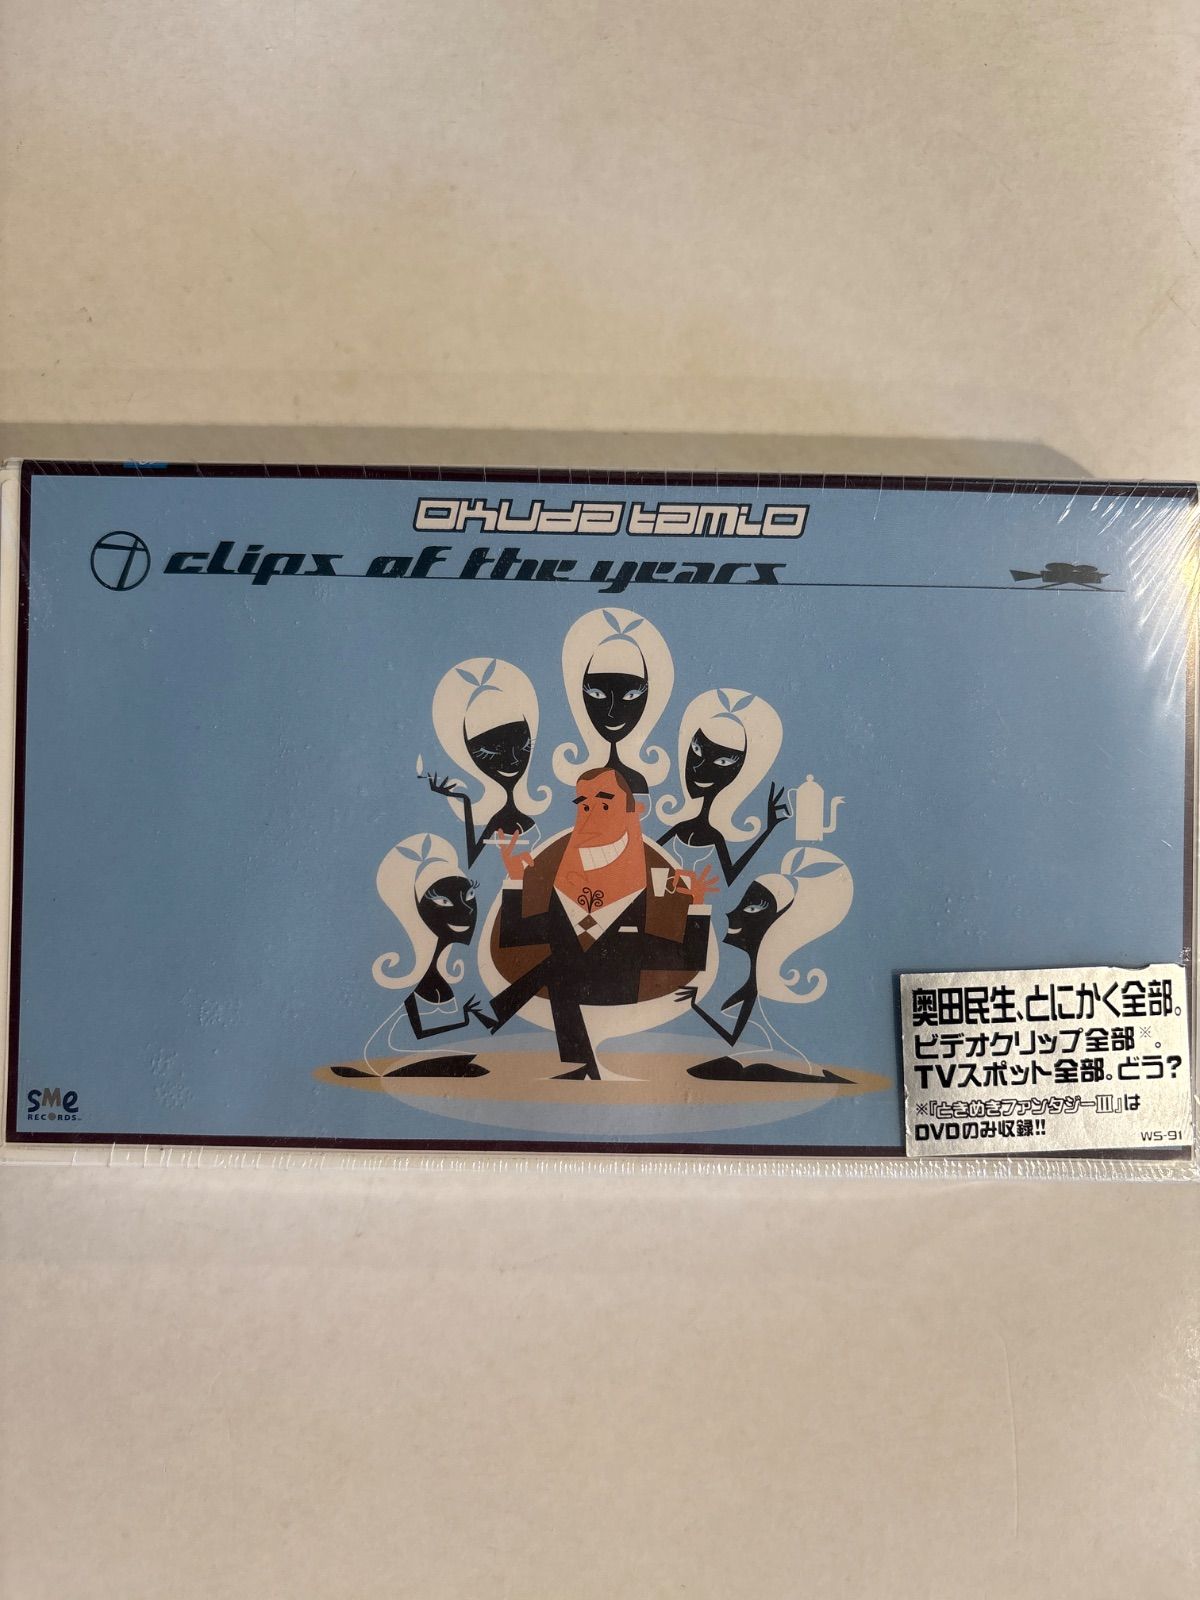 OKUDA TAMIO
7 clips of the years
SME
RECORDS
奥田民生、とにかく全部。
ビデオクリップ全部※。
TVスポット全部。どう?
※『ときめきファンタジーIII』は
DVDのみ収録!!
WS-91